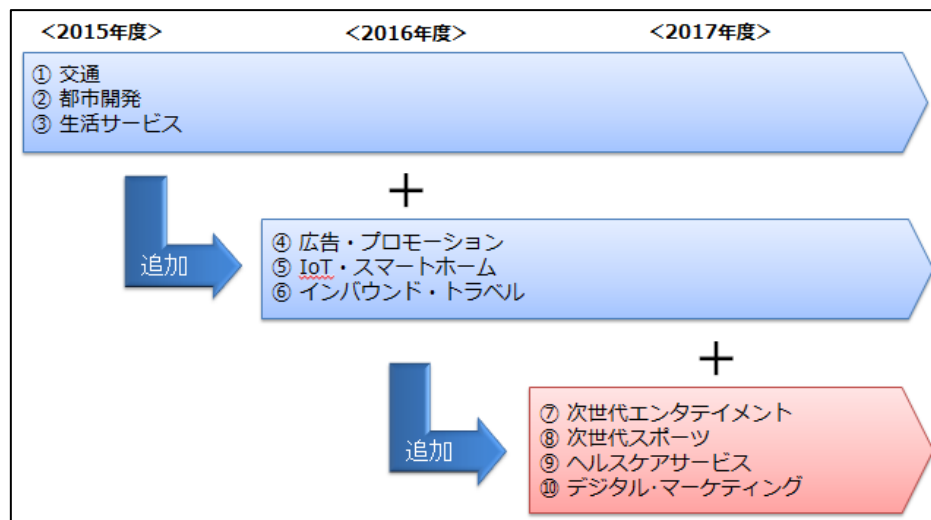 <2015年度>
<2016年度>
<2017年度>
① 交通
② 都市開発
③ 生活サービス
＋
追加
④ 広告・プロモーション
⑤ IoT・スマートホーム
⑥ インバウンド・トラベル
＋
追加
⑦ 次世代エンタテイメント
⑧ 次世代スポーツ
⑨ ヘルスケアサービス
⑩ デジタル・マーケティング